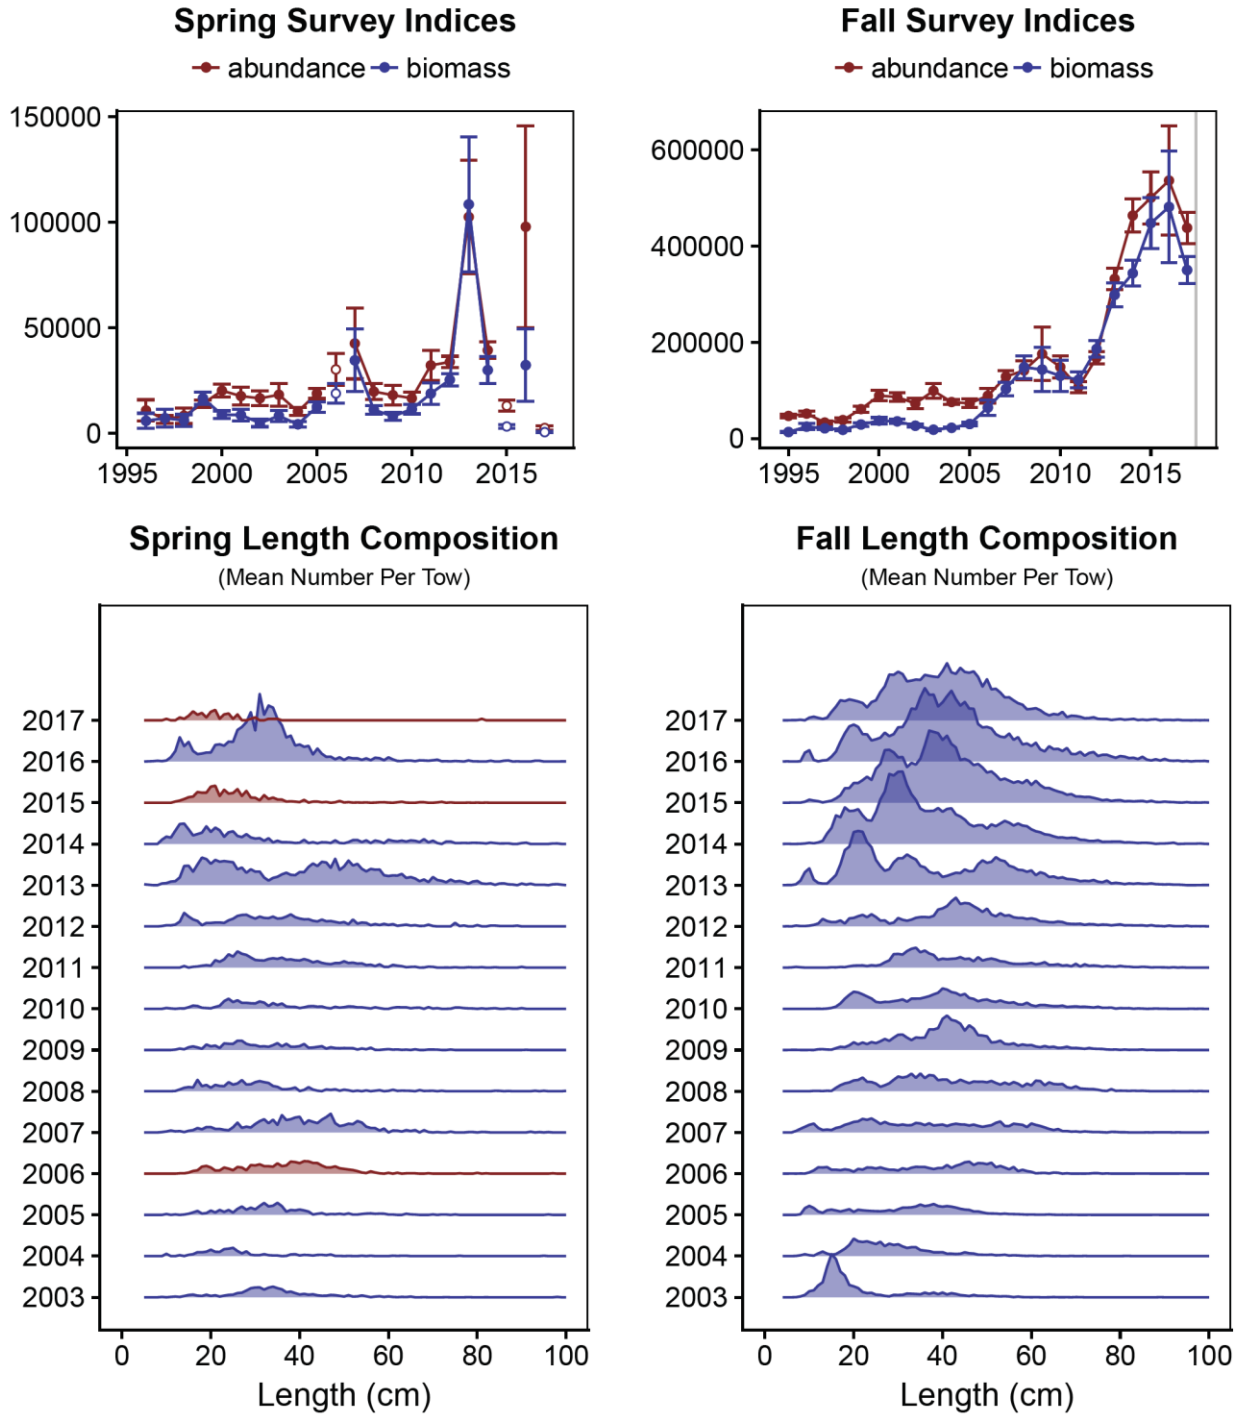 Spring Survey Indices
abundance biomass
150000
100000
50000
0
1995 2000 2005 2010 2015
Fall Survey Indices
abundance biomass
600000
400000
200000
0
1995 2000 2005 2010 2015
Spring Length Composition
(Mean Number Per Tow)
2017
2016
2015
2014
2013
2012
2011
2010
2009
2008
2007
2006
2005
2004
2003
0 20 40 60 80 100
Length (cm)
Fall Length Composition
(Mean Number Per Tow)
2017
2016
2015
2014
2013
2012
2011
2010
2009
2008
2007
2006
2005
2004
2003
0 20 40 60 80 100
Length (cm)